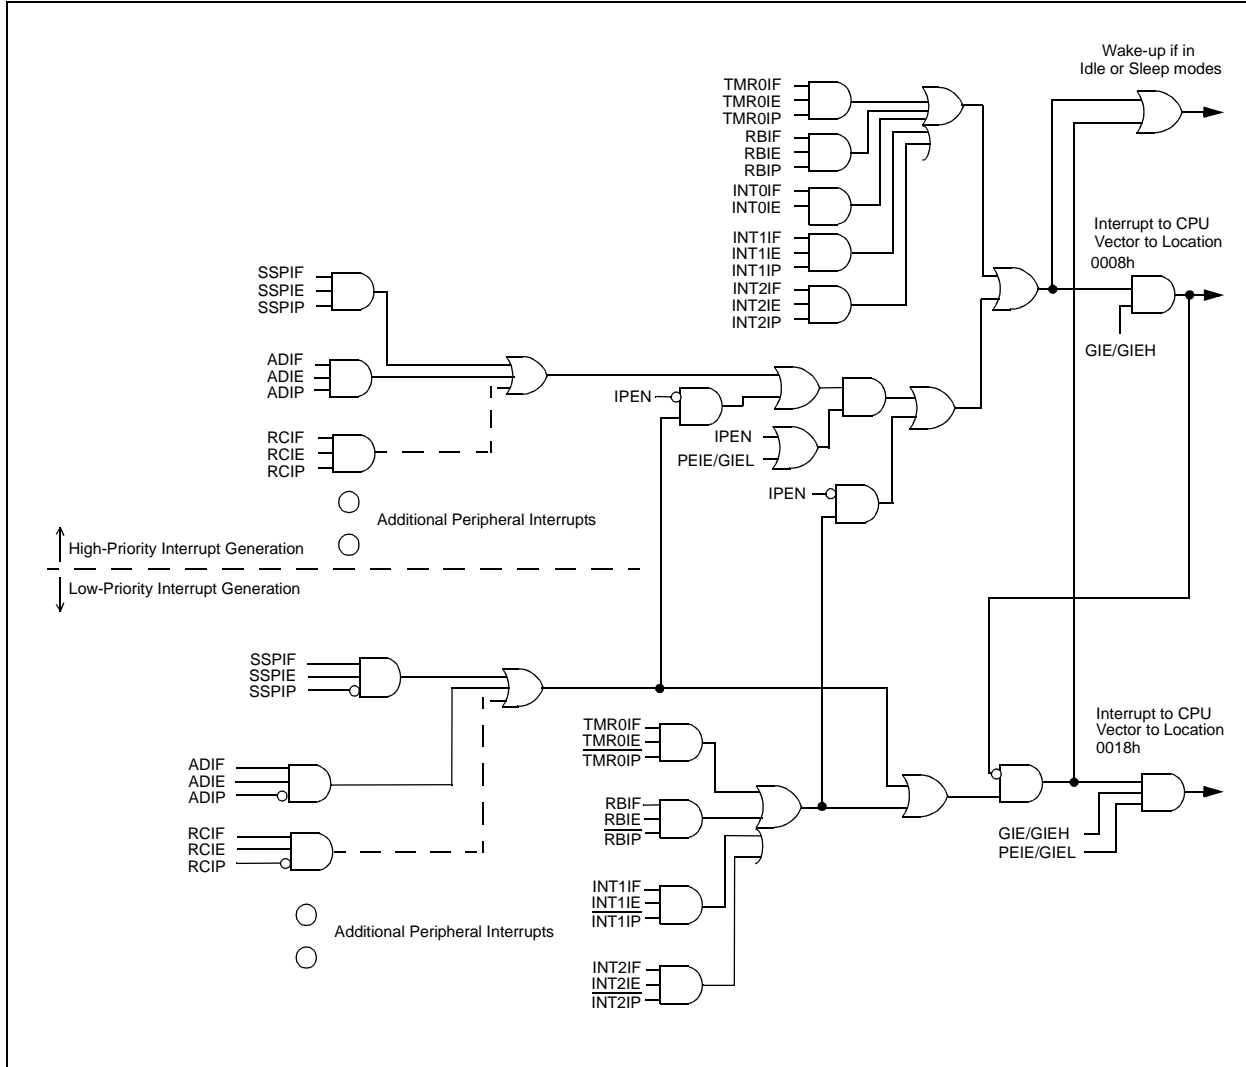 Wake-up if in
Idle or Sleep modes
TMR0IF
TMR0IE
TMR0IP
RBIF
RBIE
RBIP
INT0IF
INT0IE
INT1IF
INT1IE
INT1IP
INT2IF
INT2IE
INT2IP
Interrupt to CPU
Vector to Location
0008h
GIE/GIEH
SSPIF
SSPIE
SSPIP
ADIF
ADIE
ADIP
RCIF
RCIE
RCIP
IPEN
IPEN
PEIE/GIEL
IPEN
Additional Peripheral Interrupts
High-Priority Interrupt Generation
Low-Priority Interrupt Generation
SSPIF
SSPIE
SSPIP
ADIF
ADIE
ADIP
RCIF
RCIE
RCIP
Additional Peripheral Interrupts
TMR0IF
TMR0IE
TMR0IP
RBIF
RBIE
RBIP
INT1IF
INT1IE
INT1IP
INT2IF
INT2IE
INT2IP
Interrupt to CPU
Vector to Location
0018h
GIE/GIEH
PEIE/GIEL